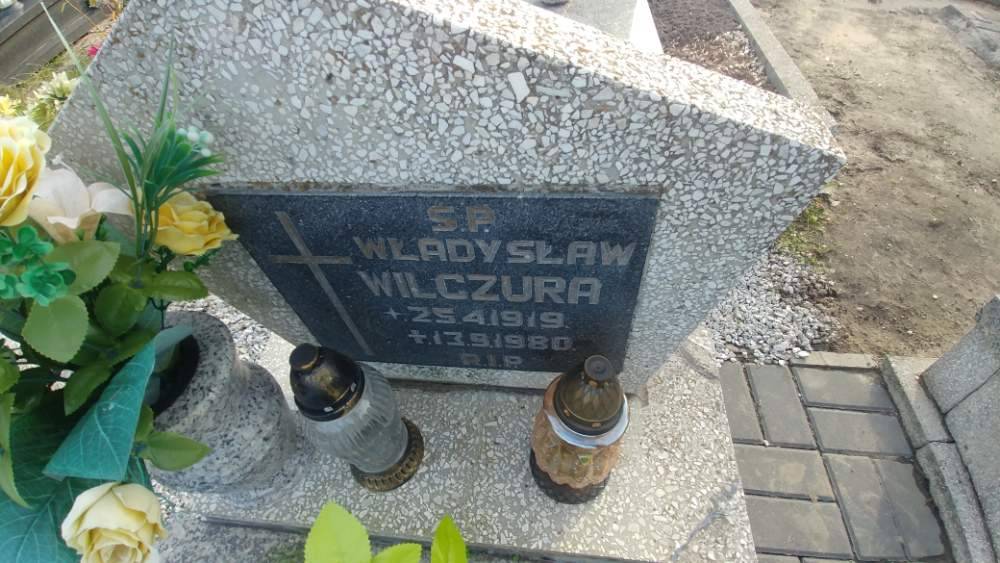 S.P.
WŁADYSŁAW
WILCZURA
*25.4.1919.
+13.9.1980.
R.I.P.